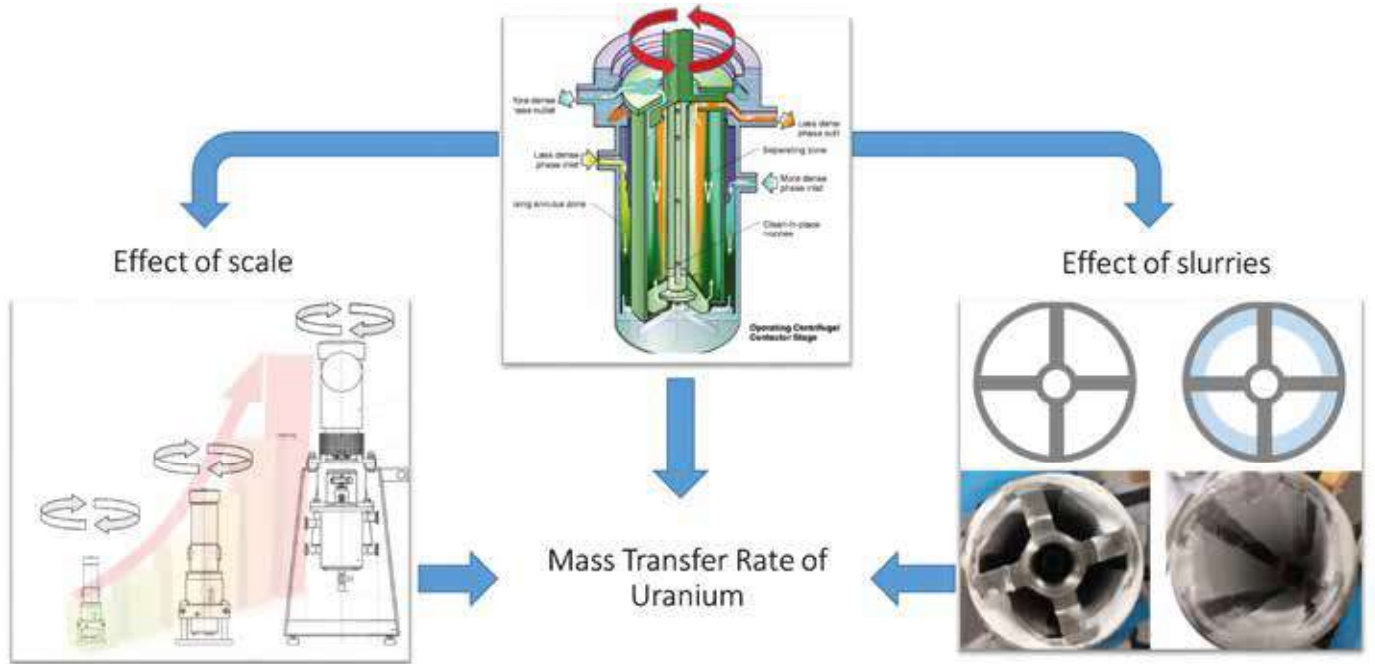 More dense
phase outlet
Less dense
phase outlet
Less dense
phase inlet
Separating zone
More dense
phase inlet
annulus zone
Clean-in-place
nozzles
Operating Centrifugal
Contactor Stage
Effect of scale
Effect of slurries
Mass Transfer Rate of
Uranium